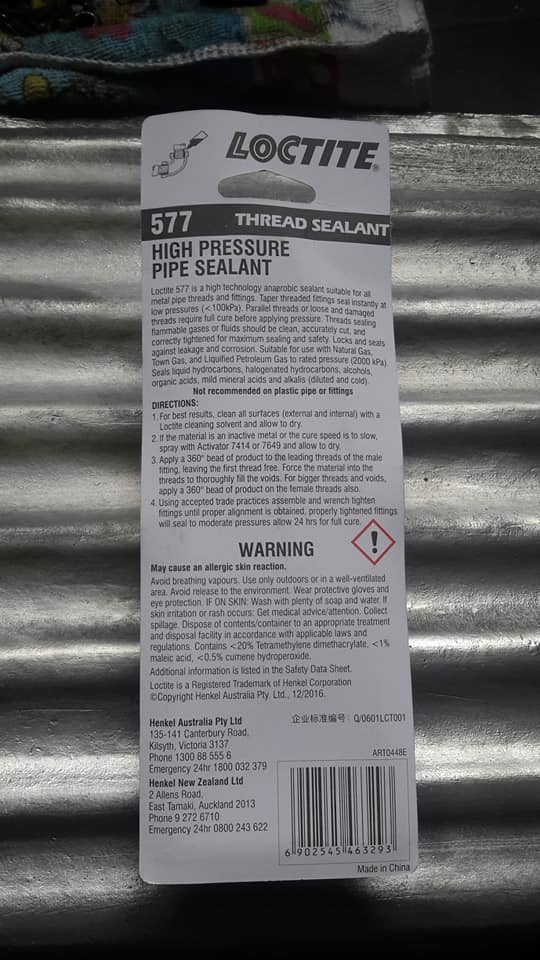 LOCTITE®
577 THREAD SEALANT
HIGH PRESSURE
PIPE SEALANT
Loctite 577 is a high technology anaprobic sealant suitable for all
metal pipe threads and fittings. Taper threaded fittings seal instantly at
low pressures (<100kPa). Parallel threads or loose and damaged
threads require full cure before applying pressure. Threads sealing
flammable gases or fluids should be clean, accurately cut, and
correctly tightened for maximum sealing and safety. Locks and seals
against leakage and corrosion. Suitable for use with Natural Gas,
Town Gas, and Liquified Petroleum Gas to rated pressure (2000 kPa).
Seals liquid hydrocarbons, halogenated hydrocarbons, alcohols,
organic acids, mild mineral acids and alkalis (diluted and cold).
Not recommended on plastic pipe or fittings
DIRECTIONS:
1. For best results, clean all surfaces (external and internal) with a
Loctite cleaning solvent and allow to dry.
2. If the material is an inactive metal or the cure speed is to slow,
spray with Activator 7414 or 7649 and allow to dry.
3. Apply a 360° bead of product to the leading threads of the male
fitting, leaving the first thread free. Force the material into the
threads to thoroughly fill the voids. For bigger threads and voids,
apply a 360° bead of product on the female threads also.
4. Using accepted trade practices assemble and wrench tighten
fittings until proper alignment is obtained, properly tightened fittings
will seal to moderate pressures allow 24 hrs for full cure.
WARNING
May cause an allergic skin reaction.
Avoid breathing vapours. Use only outdoors or in a well-ventilated
area. Avoid release to the environment. Wear protective gloves and
eye protection. IF ON SKIN: Wash with plenty of soap and water. If
skin irritation or rash occurs: Get medical advice/attention. Collect
spillage. Dispose of contents/container to an appropriate treatment
and disposal facility in accordance with applicable laws and
regulations. Contains <20% Tetramethylene dimethacrylate, <1%
maleic acid, <0.5% cumene hydroperoxide.
Additional information is listed in the Safety Data Sheet.
Loctite is a Registered Trademark of Henkel Corporation
©Copyright Henkel Australia Pty. Ltd., 12/2016.
企业标准编号: Q/0601LCT001
Henkel Australia Pty Ltd
135-141 Canterbury Road,
Kilsyth, Victoria 3137
Phone 1300 88 555 6
Emergency 24hr 1800 032 379
ART0448E
Henkel New Zealand Ltd
2 Allens Road,
East Tamaki, Auckland 2013
Phone 9 272 6710
Emergency 24hr 0800 243 622
6 902545 463293
Made in China